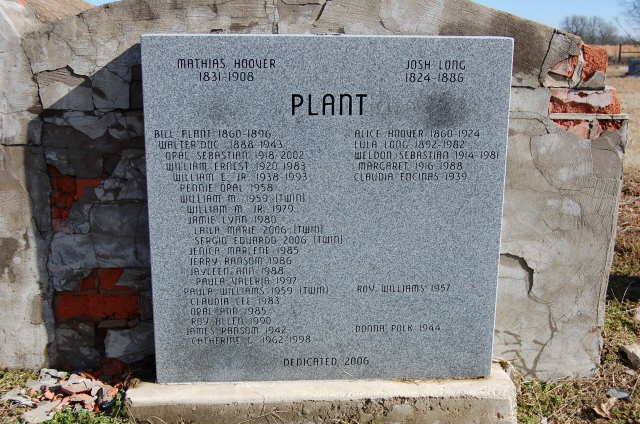 MATHIAS HOOVER JOSH LONG
1831-1908 1824-1886
PLANT
BILL PLANT 1860-1896 ALICE HOOVER 1860-1924
WALTER DOC 1888-1943 LULA LONG 1892-1982
OPAL SEBASTIAN 1918-2002 WELDON SEBASTIAN 1914-1981
WILLIAM ERNEST 1920-1983 MARGARET 1916-1988
WILLIAM E. JR. 1938-1993 CLAUDIA ENCINAS 1939
PENNIE OPAL 1958
WILLIAM M. 1959 (TWIN)
WILLIAM M. JR. 1979
JAMIE LYNN 1980
LAILA MARIE 2006 (TWIN)
SERGIO EDUARDO 2006 (TWIN)
JENICA MARLENE 1985
JERRY RANSOM 1986
JAYLEEN ANN 1988
PAULA VALERIA 1997
PAULA WILLIAMS 1959 (TWIN) ROY WILLIAMS 1957
CLAUDIA LEE 1983
OPAL ANN 1985
ROY ALLEN 1990
JAMES RANSOM 1942 DONNA POLK 1944
CATHERINE L. 1962-1998
DEDICATED 2006